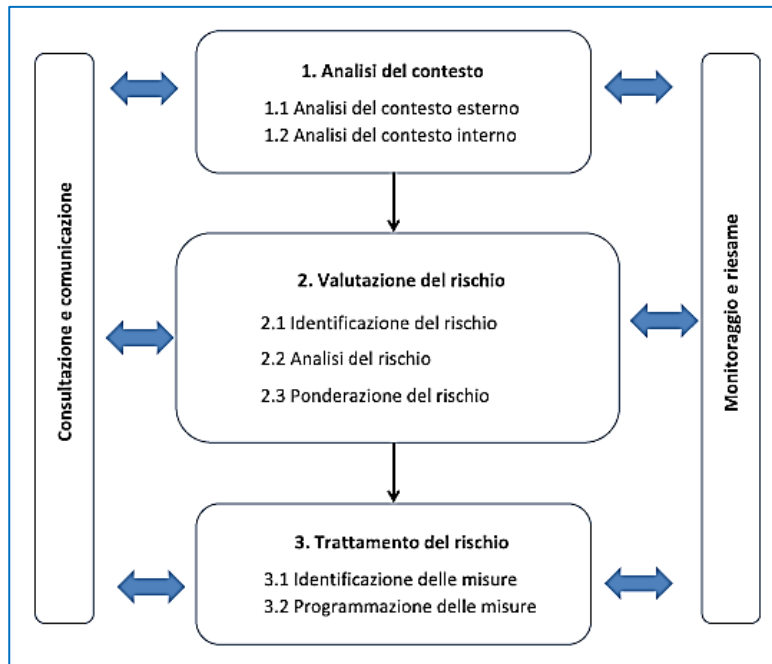 Consultazione e comunicazione
1. Analisi del contesto
1.1 Analisi del contesto esterno
1.2 Analisi del contesto interno
2. Valutazione del rischio
2.1 Identificazione del rischio
2.2 Analisi del rischio
2.3 Ponderazione del rischio
3. Trattamento del rischio
3.1 Identificazione delle misure
3.2 Programmazione delle misure
Monitoraggio e riesame